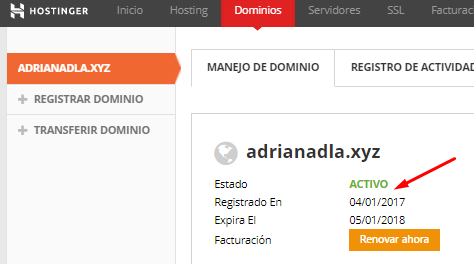 HOSTINGER Inicio Hosting Dominios Servidores SSL Facturac
ADRIANADLA.XYZ
MANEJO DE DOMINIO REGISTRO DE ACTIVIDAD
+ REGISTRAR DOMINIO
+ TRANSFERIR DOMINIO
adrianadla.xyz
Estado ACTIVO
Registrado En 04/01/2017
Expira El 05/01/2018
Facturación Renovar ahora